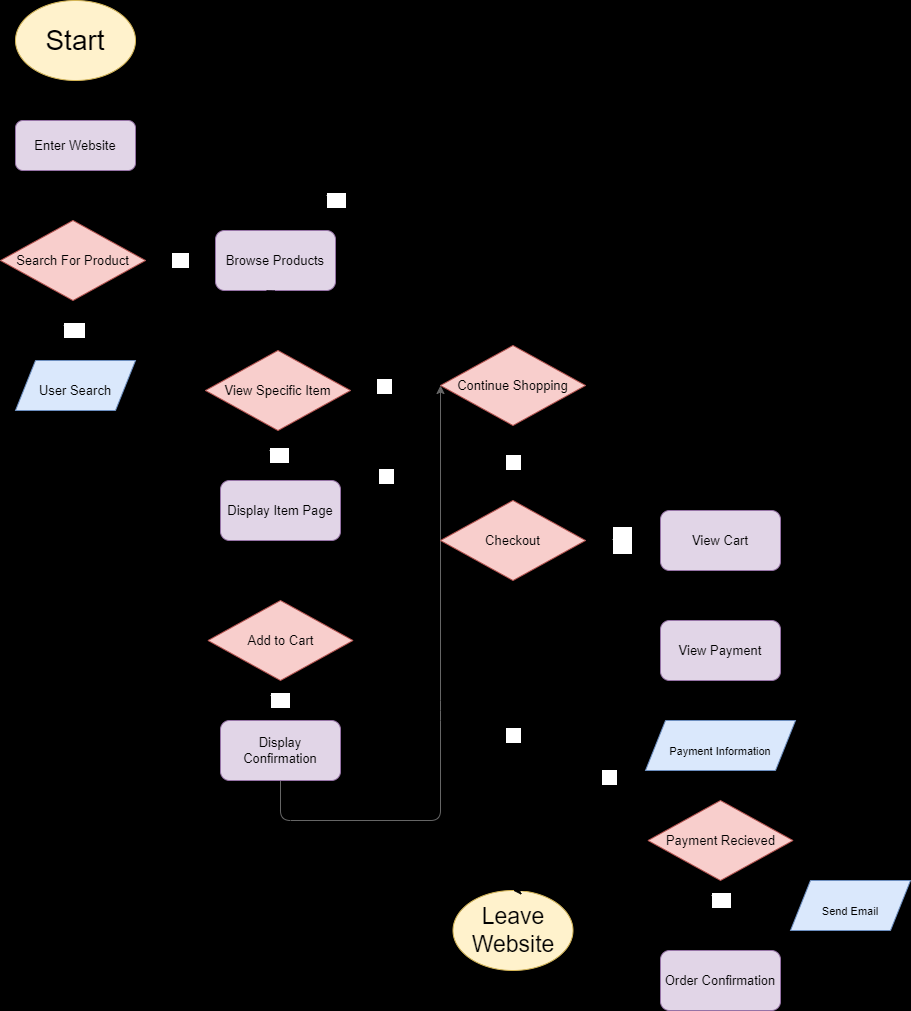 Start
Enter Website
Search For Product
Browse Products
User Search
View Specific Item
Continue Shopping
Display Item Page
Checkout
View Cart
Add to Cart
View Payment
Display
Confirmation
Payment Information
Payment Recieved
Leave
Website
Send Email
Order Confirmation